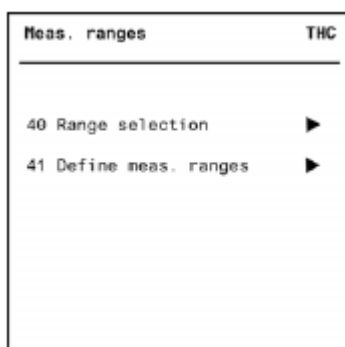 Meas. ranges THC
40 Range selection ▶
41 Define meas. ranges ▶